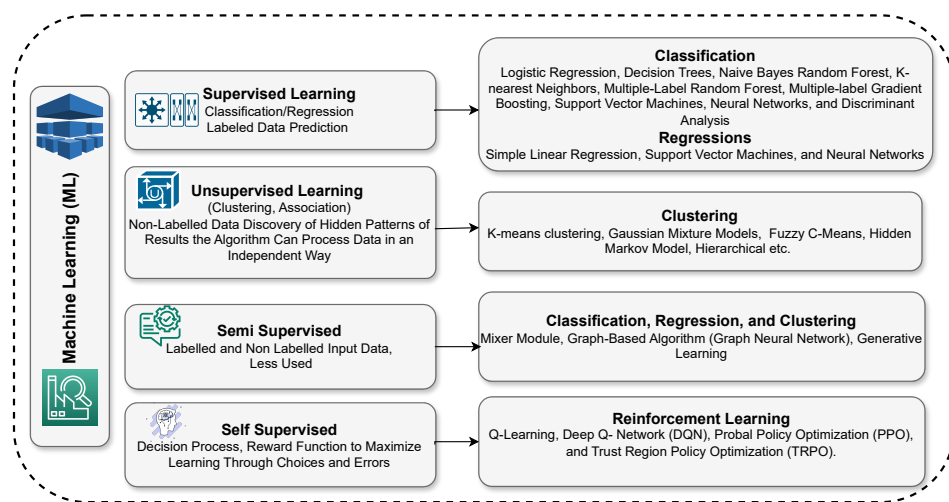 Machine Learning (ML)
Supervised Learning
Classification/Regression
Labeled Data Prediction
Classification
Logistic Regression, Decision Trees, Naive Bayes Random Forest, K-
nearest Neighbors, Multiple-Label Random Forest, Multiple-label Gradient
Boosting, Support Vector Machines, Neural Networks, and Discriminant
Analysis
Regressions
Simple Linear Regression, Support Vector Machines, and Neural Networks
Unsupervised Learning
(Clustering, Association)
Non-Labelled Data Discovery of Hidden Patterns of
Results the Algorithm Can Process Data in an
Independent Way
Clustering
K-means clustering, Gaussian Mixture Models, Fuzzy C-Means, Hidden
Markov Model, Hierarchical etc.
Semi Supervised
Labelled and Non Labelled Input Data,
Less Used
Classification, Regression, and Clustering
Mixer Module, Graph-Based Algorithm (Graph Neural Network), Generative
Learning
Self Supervised
Decision Process, Reward Function to Maximize
Learning Through Choices and Errors
Reinforcement Learning
Q-Learning, Deep Q- Network (DQN), Probal Policy Optimization (PPO),
and Trust Region Policy Optimization (TRPO).